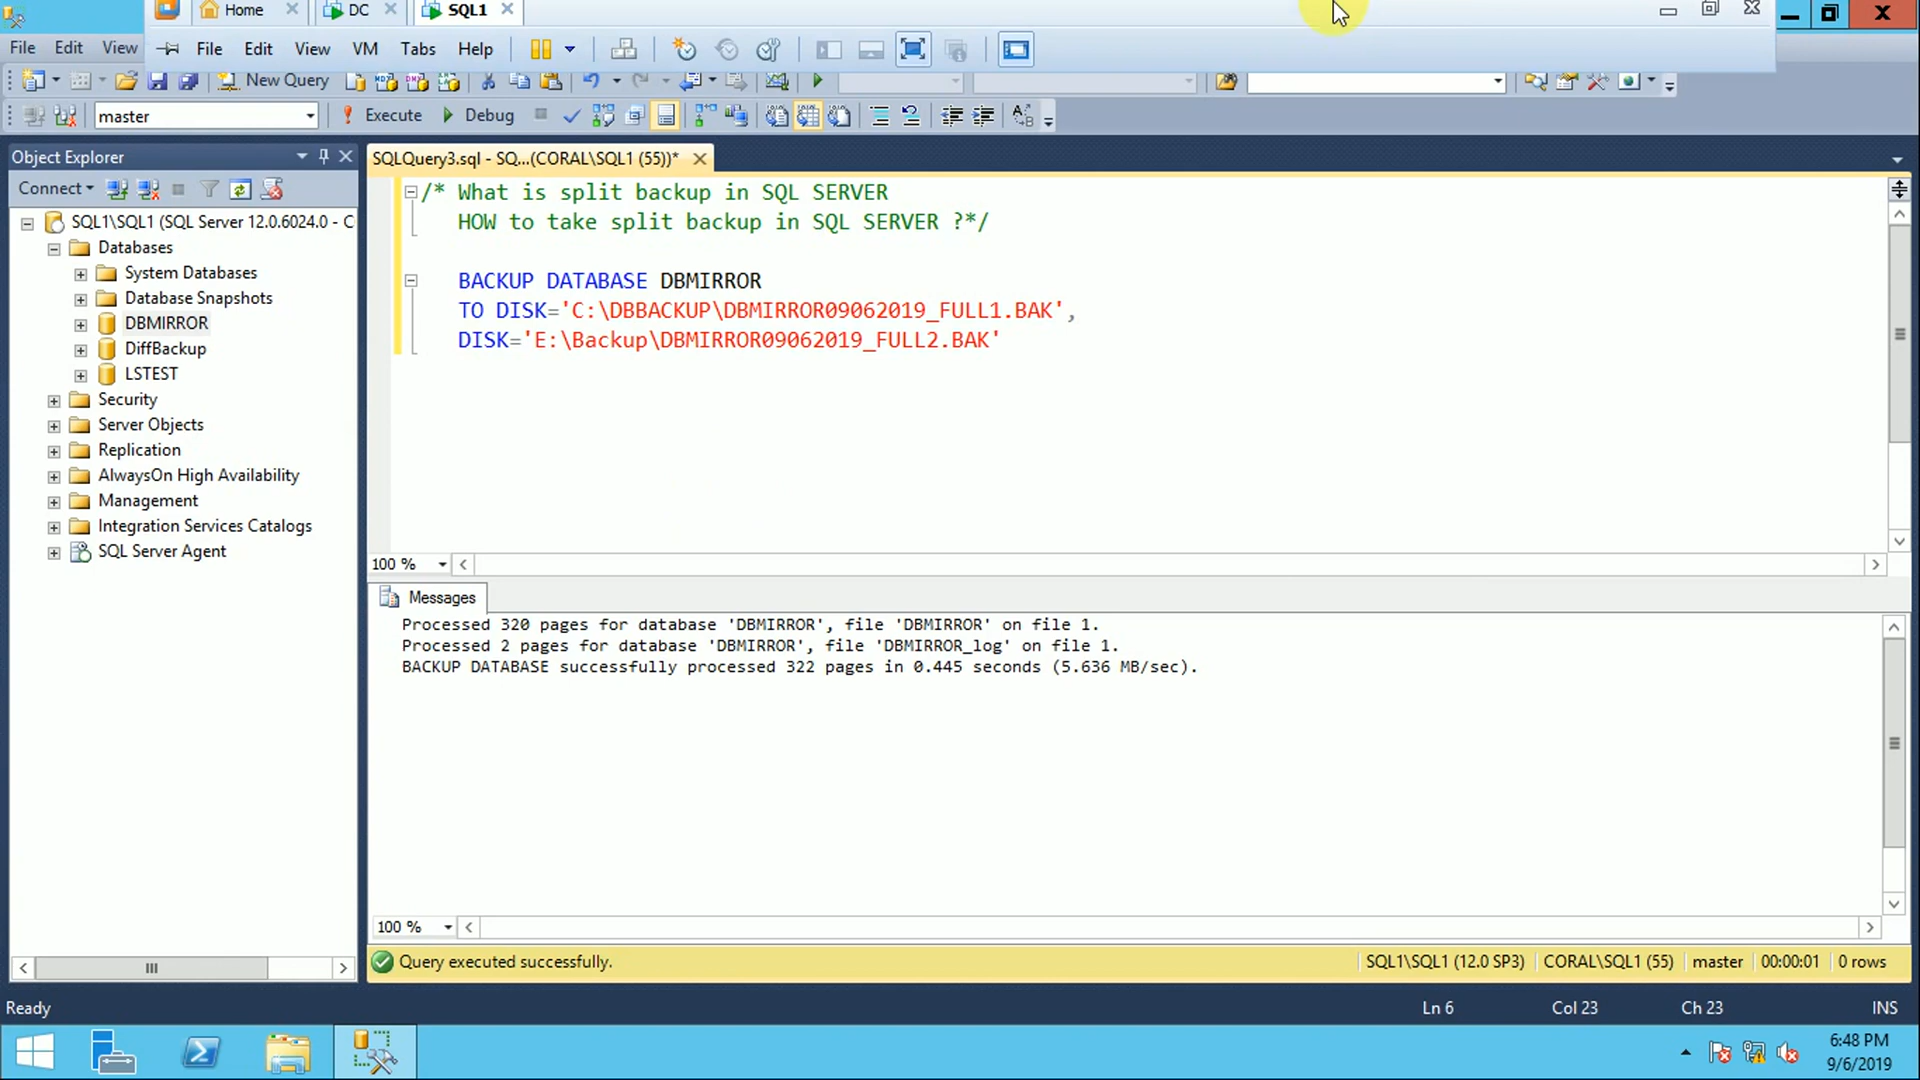 Home
DC
SQL1
File Edit View
File Edit View VM Tabs Help
New Query
master
Execute
Debug
Object Explorer
Connect
SQL1\SQL1 (SQL Server 12.0.6024.0 - C
Databases
System Databases
Database Snapshots
DBMIRROR
DiffBackup
LSTEST
Security
Server Objects
Replication
AlwaysOn High Availability
Management
Integration Services Catalogs
SQL Server Agent
SQLQuery3.sql - SQ...(CORAL\SQL1 (55))*
/* What is split backup in SQL SERVER
HOW to take split backup in SQL SERVER ?*/
BACKUP DATABASE DBMIRROR
TO DISK='C:\DBBACKUP\DBMIRROR09062019_FULL1.BAK',
DISK='E:\Backup\DBMIRROR09062019_FULL2.BAK'
100 %
Messages
Processed 320 pages for database 'DBMIRROR', file 'DBMIRROR' on file 1.
Processed 2 pages for database 'DBMIRROR', file 'DBMIRROR_log' on file 1.
BACKUP DATABASE successfully processed 322 pages in 0.445 seconds (5.636 MB/sec).
100 %
Query executed successfully.
SQL1\SQL1 (12.0 SP3)
CORAL\SQL1 (55)
master
00:00:01
0 rows
Ready
Ln 6
Col 23
Ch 23
INS
6:48 PM
9/6/2019